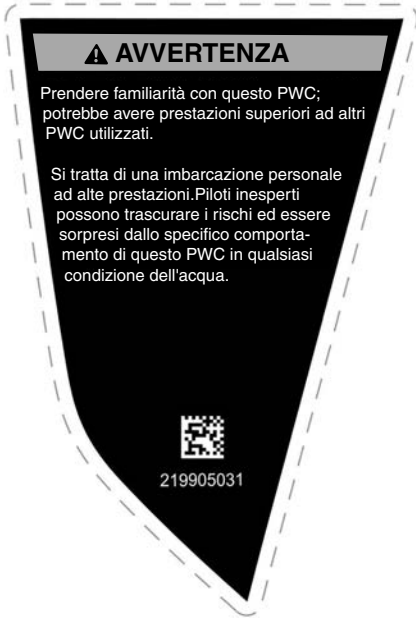 AVVERTENZA
Prendere familiarità con questo PWC;
potrebbe avere prestazioni superiori ad altri
PWC utilizzati.
Si tratta di una imbarcazione personale
ad alte prestazioni.Piloti inesperti
possono trascurare i rischi ed essere
sorpresi dallo specifico comporta-
mento di questo PWC in qualsiasi
condizione dell'acqua.
219905031